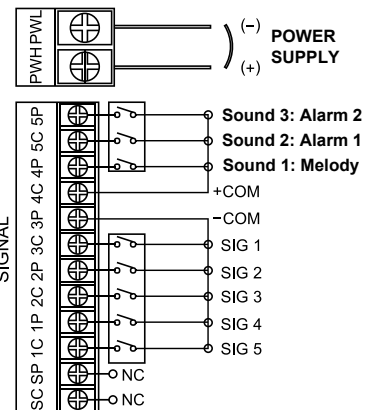 PWH PWL
(−) POWER
SUPPLY
(+)
SIGNAL
SC SP 1C 1P 2C 2P 3C 3P 4C 4P 5C 5P
Sound 3: Alarm 2
Sound 2: Alarm 1
Sound 1: Melody
+COM
−COM
SIG 1
SIG 2
SIG 3
SIG 4
SIG 5
NC
NC